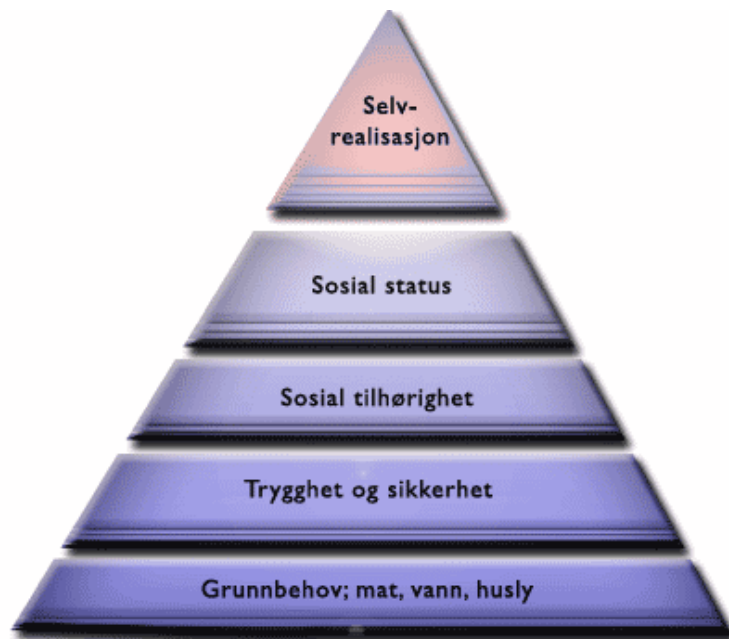 Selv-
realisasjon
Sosial status
Sosial tilhørighet
Trygghet og sikkerhet
Grunnbehov; mat, vann, husly